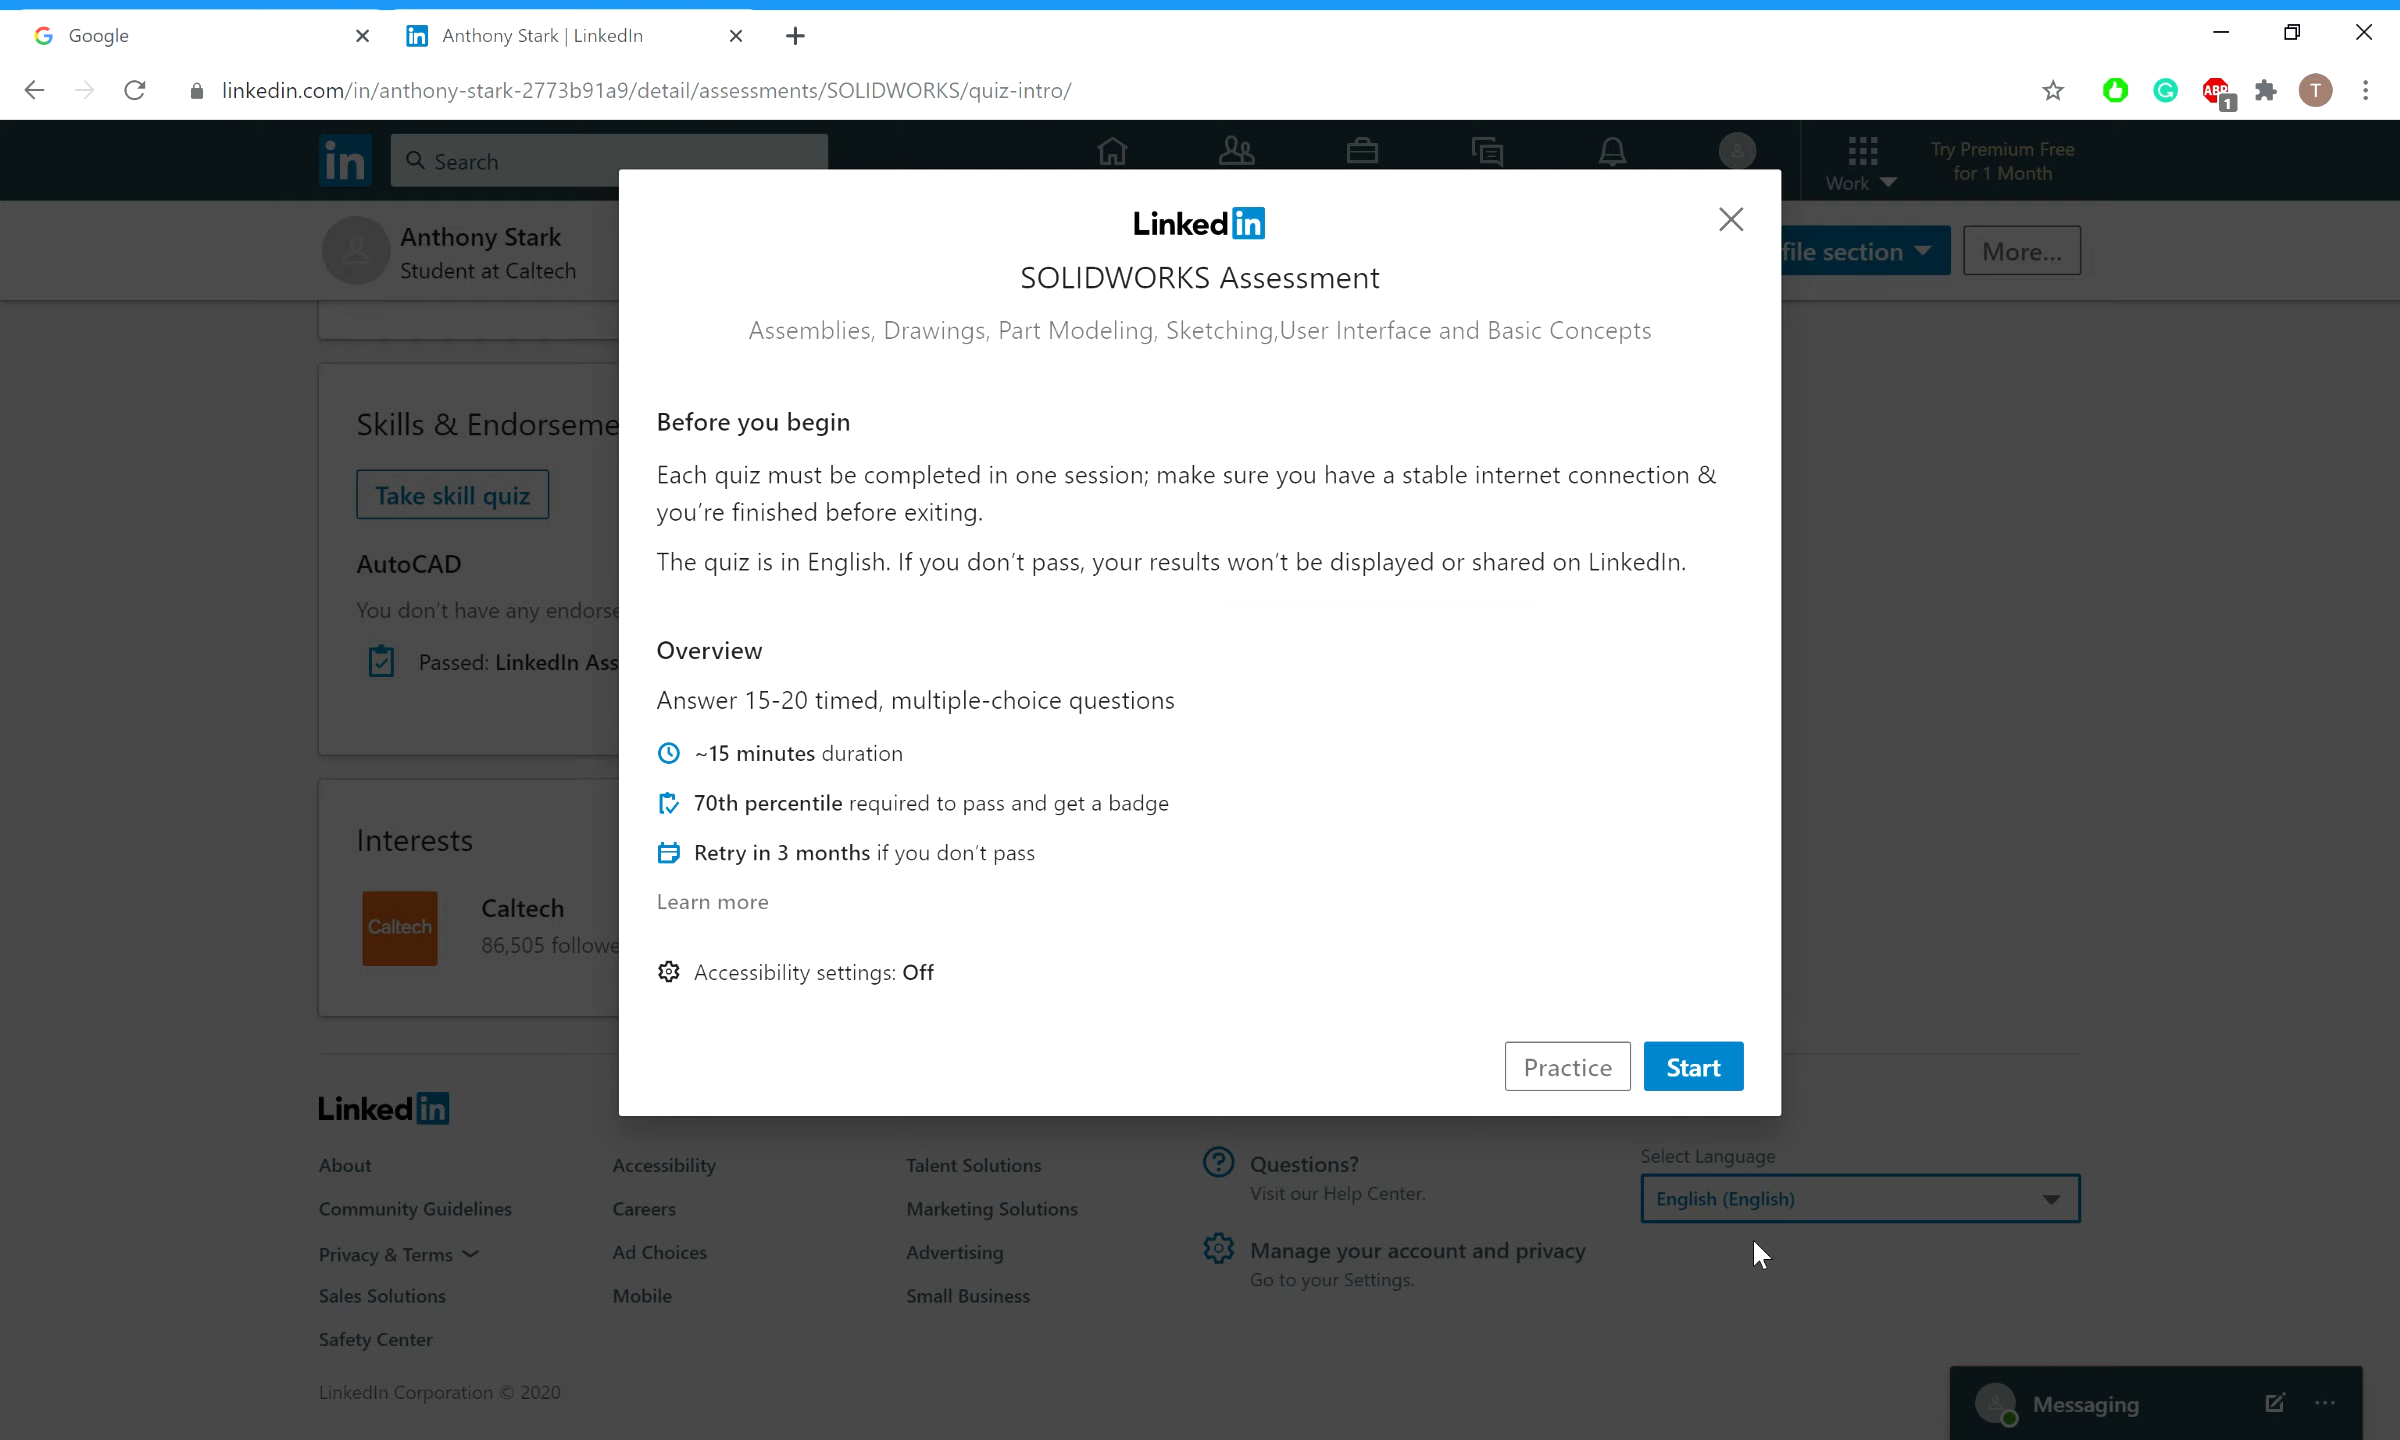 Google
Anthony Stark | LinkedIn
linkedin.com/in/anthony-stark-2773b91a9/detail/assessments/SOLIDWORKS/quiz-intro/
ABP
1
T
in
Search
Work
Try Premium Free
for 1 Month
Anthony Stark
Student at Caltech
file section
More...
Skills & Endorseme
Take skill quiz
AutoCAD
You don't have any endorse
Passed: LinkedIn Ass
Interests
Caltech
Caltech
86,505 followe
LinkedIn
SOLIDWORKS Assessment
Assemblies, Drawings, Part Modeling, Sketching,User Interface and Basic Concepts
Before you begin
Each quiz must be completed in one session; make sure you have a stable internet connection &
you're finished before exiting.
The quiz is in English. If you don't pass, your results won't be displayed or shared on LinkedIn.
Overview
Answer 15-20 timed, multiple-choice questions
~15 minutes duration
70th percentile required to pass and get a badge
Retry in 3 months if you don't pass
Learn more
Accessibility settings: Off
Practice
Start
LinkedIn
About
Community Guidelines
Privacy & Terms
Sales Solutions
Safety Center
Accessibility
Careers
Ad Choices
Mobile
Talent Solutions
Marketing Solutions
Advertising
Small Business
Questions?
Visit our Help Center.
Manage your account and privacy
Go to your Settings.
Select Language
English (English)
LinkedIn Corporation © 2020
Messaging